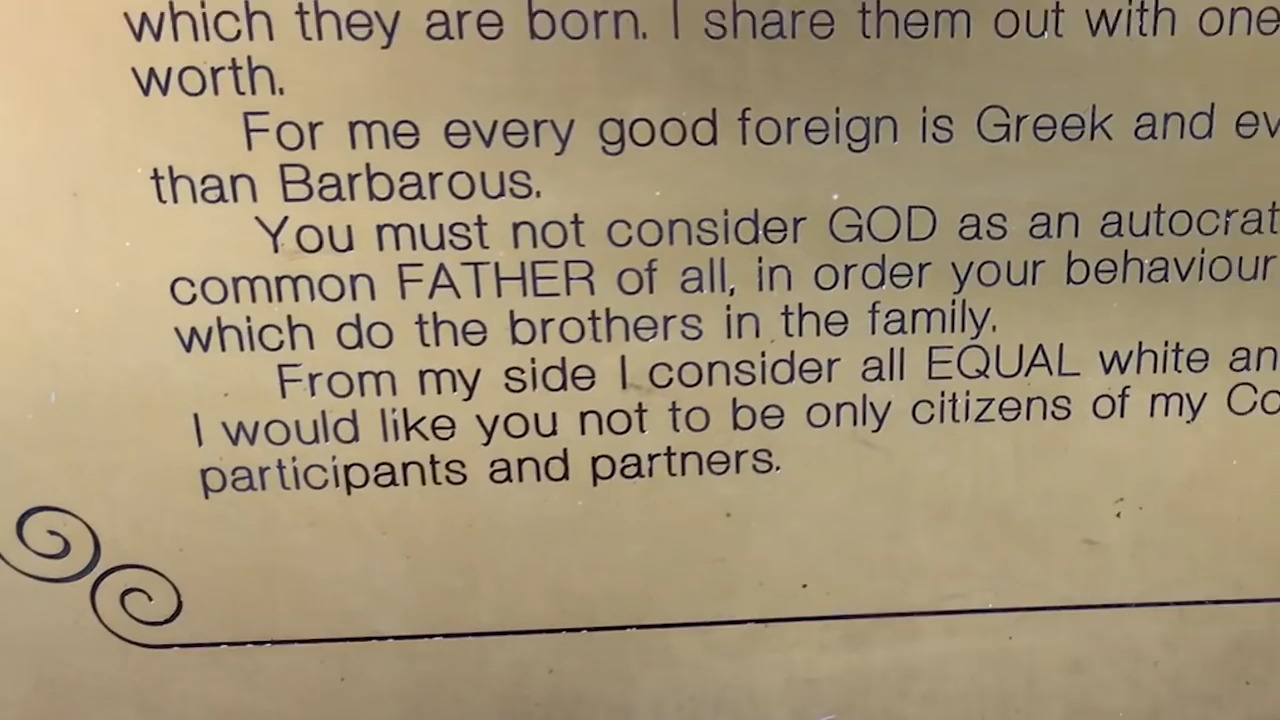 which they are born. I share them out with one
worth.
For me every good foreign is Greek and
than Barbarous.
You must not consider GOD as an autocrat
common FATHER of all, in order your behaviour
which do the brothers in the family.
From my side I consider all EQUAL white
I would like you not to be only citizens of my
participants and partners.